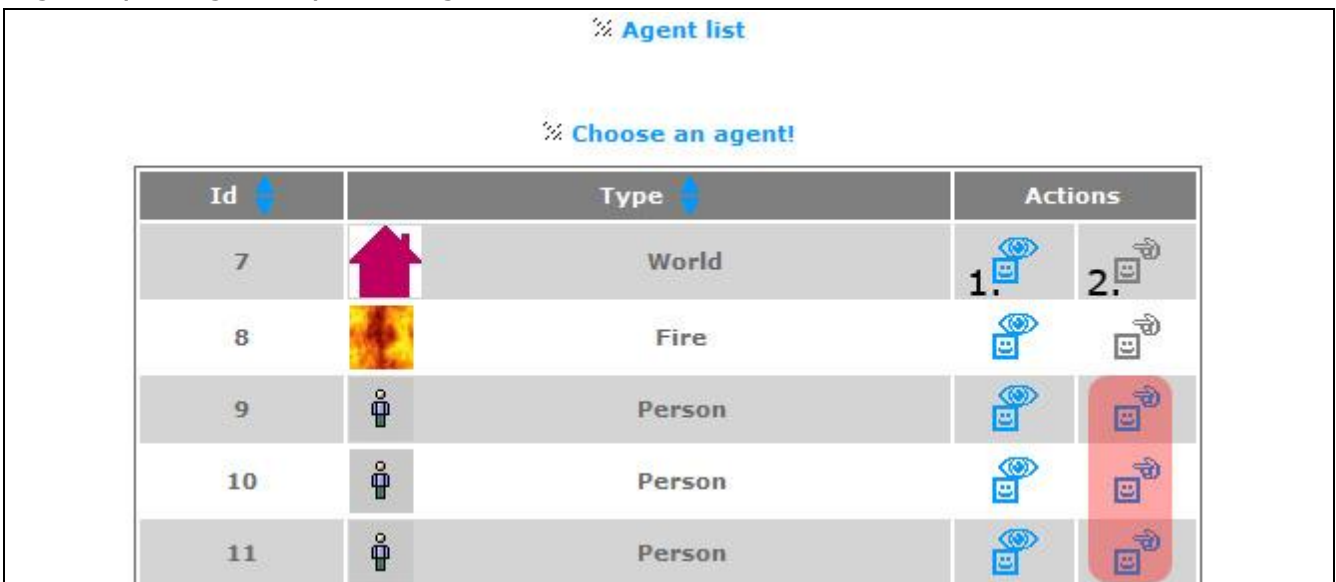 Agent list
Choose an agent!
Id Type Actions
7 World 1. 2.
8 Fire
9 Person
10 Person
11 Person